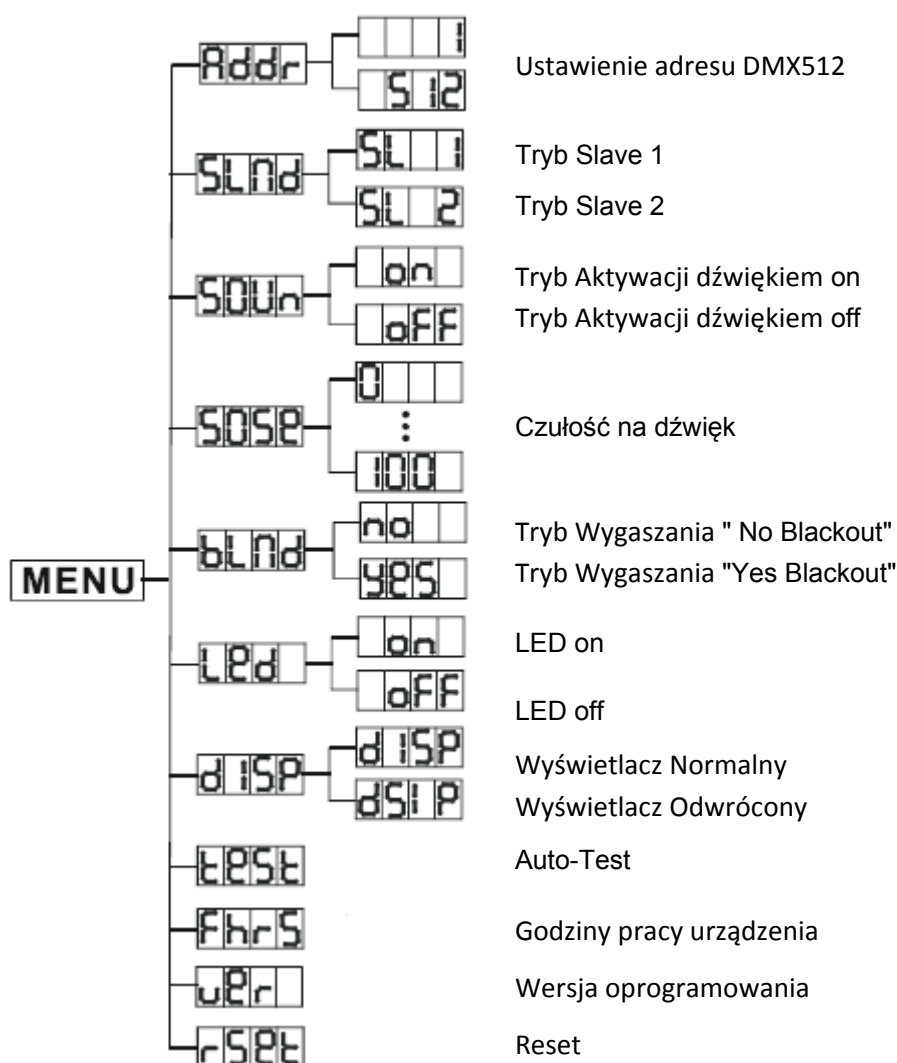 Addr
1
512
Ustawienie adresu DMX512
SLNd
SL 1
Tryb Slave 1
SL 2
Tryb Slave 2
SOUn
on
Tryb Aktywacji dźwiękiem on
oFF
Tryb Aktywacji dźwiękiem off
SOSe
0
100
Czułość na dźwięk
MENU
bLNd
no
Tryb Wygaszania " No Blackout"
yeS
Tryb Wygaszania "Yes Blackout"
Led
on
LED on
oFF
LED off
diSP
diSP
Wyświetlacz Normalny
dSiP
Wyświetlacz Odwrócony
teSt
Auto-Test
FhrS
Godziny pracy urządzenia
uer
Wersja oprogramowania
rSet
Reset